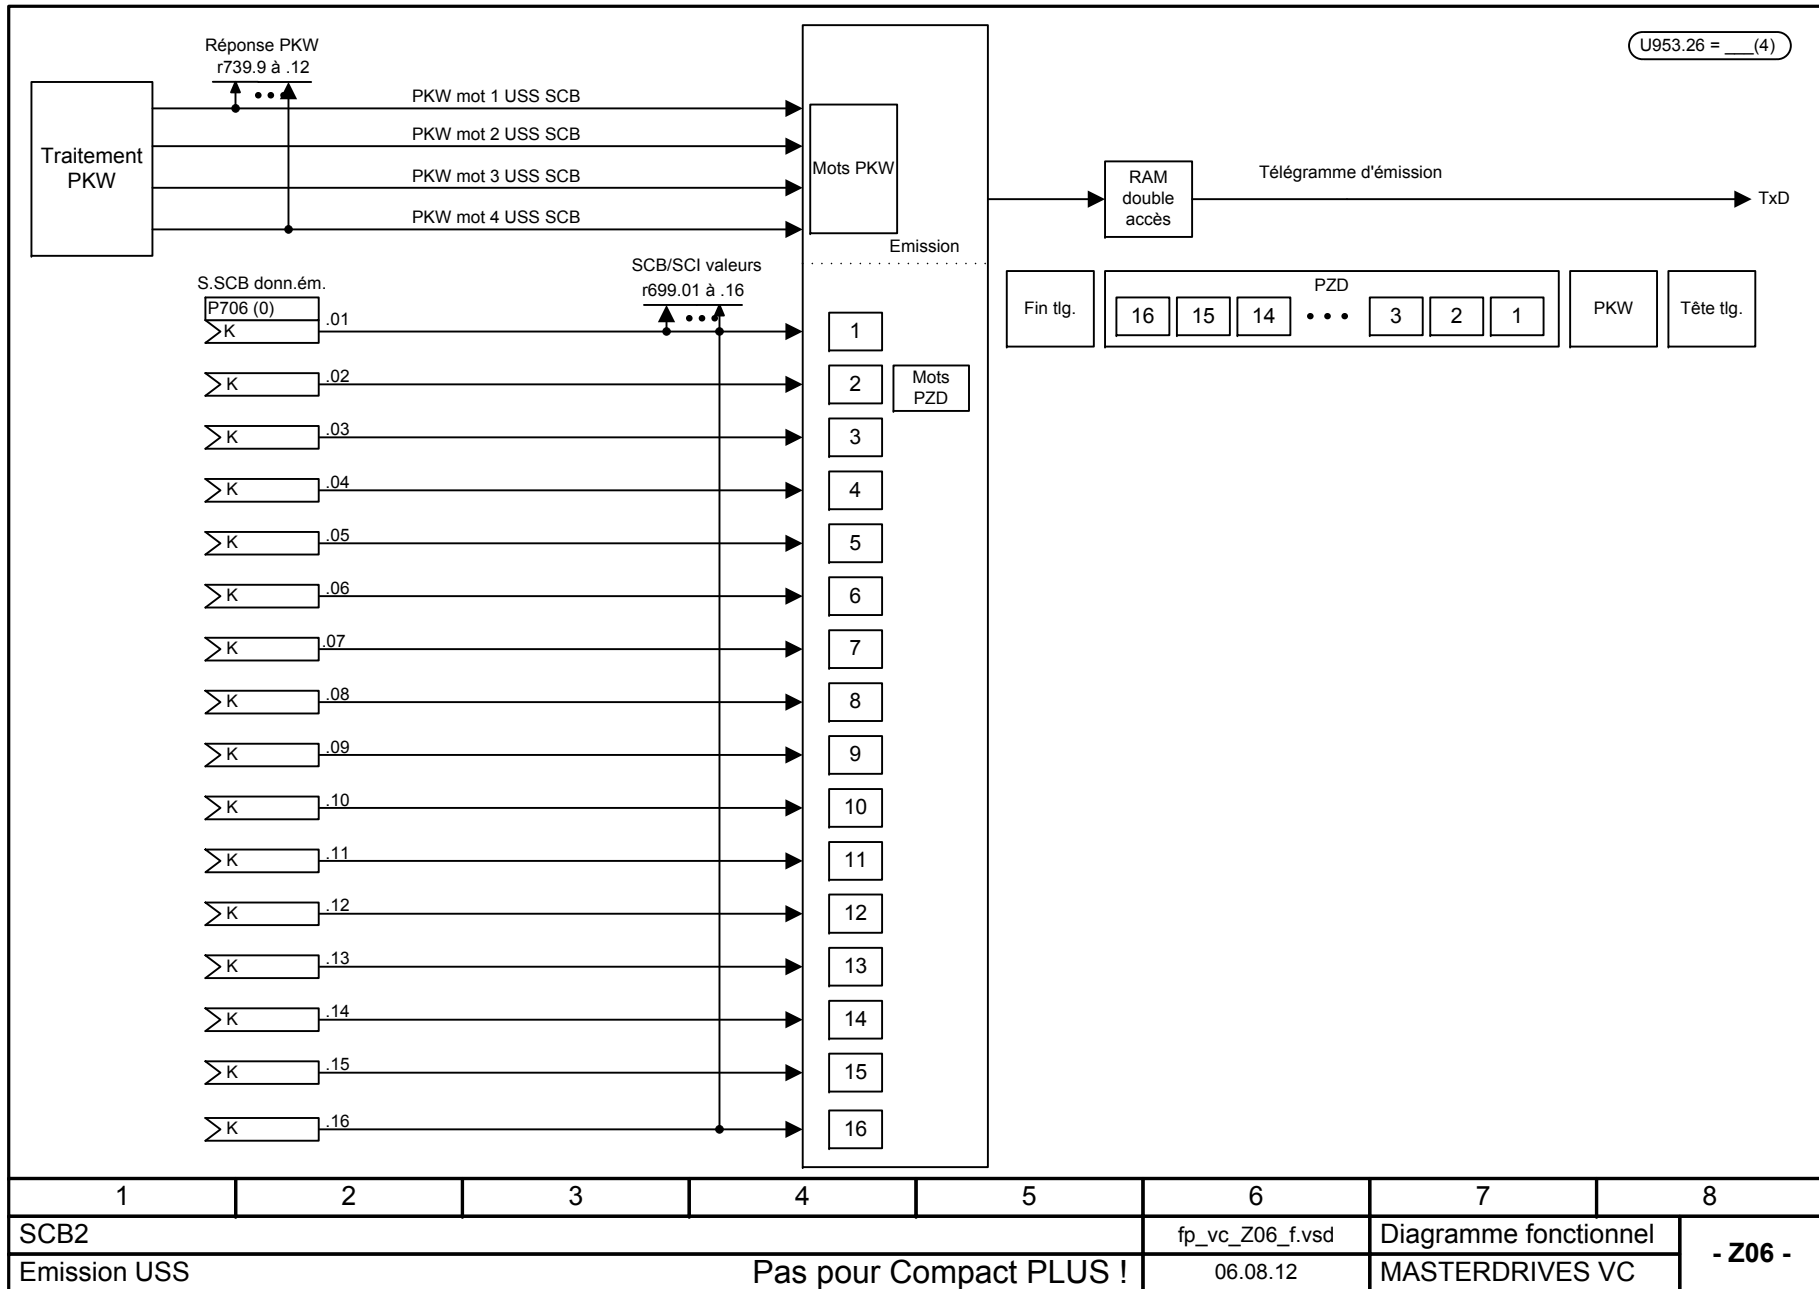 U953.26 = ___(4)
Réponse PKW
r739.9 à .12
• • •
Traitement
PKW
PKW mot 1 USS SCB
PKW mot 2 USS SCB
PKW mot 3 USS SCB
PKW mot 4 USS SCB
Mots PKW
Emission
RAM
double
accès
Télégramme d'émission
TxD
S.SCB donn.ém.
P706 (0)
SCB/SCI valeurs
r699.01 à .16
• • •
Fin tlg.
PZD
16 15 14 • • • 3 2 1
PKW
Tête tlg.
K .01 1
K .02 2
Mots
PZD
K .03 3
K .04 4
K .05 5
K .06 6
K .07 7
K .08 8
K .09 9
K .10 10
K .11 11
K .12 12
K .13 13
K .14 14
K .15 15
K .16 16
1 2 3 4 5 6 7 8
SCB2
fp_vc_Z06_f.vsd
Diagramme fonctionnel
- Z06 -
Emission USS
Pas pour Compact PLUS !
06.08.12
MASTERDRIVES VC